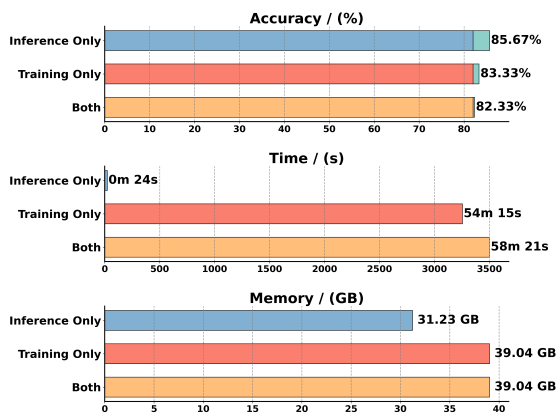 Accuracy / (%)
Inference Only
85.67%
Training Only
83.33%
Both
82.33%
0 10 20 30 40 50 60 70 80
Time / (s)
Inference Only
0m 24s
Training Only
54m 15s
Both
58m 21s
0 500 1000 1500 2000 2500 3000 3500
Memory / (GB)
Inference Only
31.23 GB
Training Only
39.04 GB
Both
39.04 GB
0 5 10 15 20 25 30 35 40